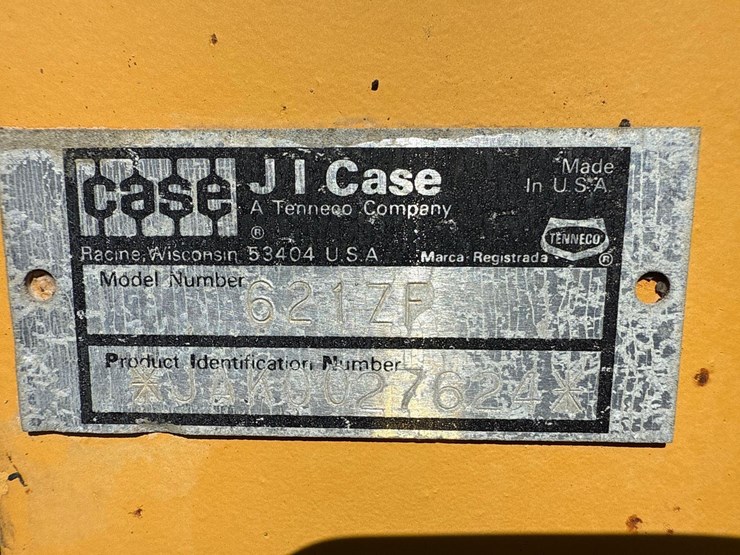 case J I Case
Made
In U.S.A.
A Tenneco Company
®
TENNECO
®
Racine, Wisconsin 53404 U.S.A. Marca Registrada
Model Number
621ZF
Product Identification Number
*JAK0027624*